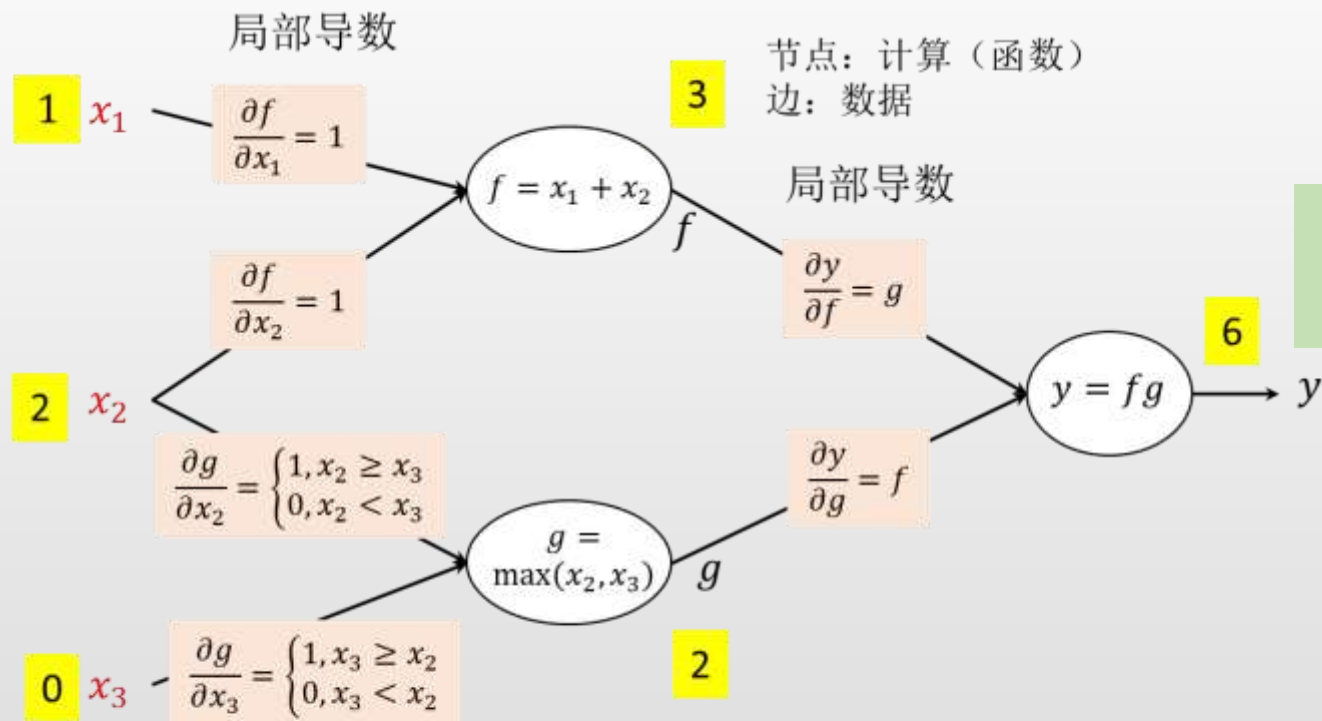 局部导数
节点：计算（函数）
边：数据
1 x₁
∂f/∂x₁ = 1
3
f = x₁ + x₂
f
局部导数
∂f/∂x₂ = 1
∂y/∂f = g
2 x₂
6
y = fg
y
∂g/∂x₂ = {1, x₂ ≥ x₃
0, x₂ < x₃
∂y/∂g = f
g =
max(x₂, x₃)
g
2
0 x₃
∂g/∂x₃ = {1, x₃ ≥ x₂
0, x₃ < x₂